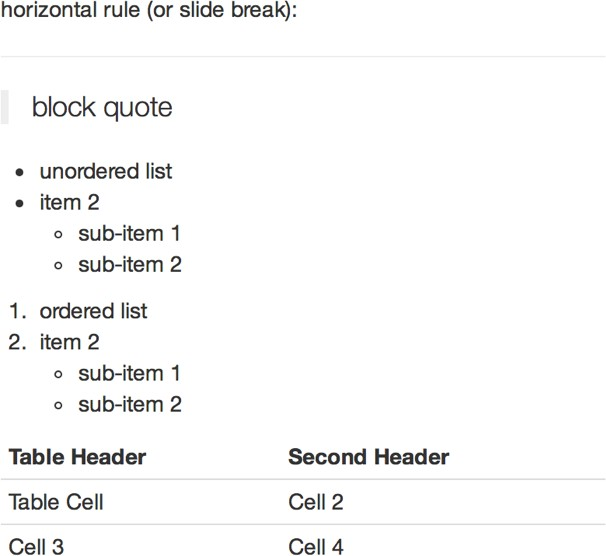 horizontal rule (or slide break):
block quote
• unordered list
• item 2
◦ sub-item 1
◦ sub-item 2
1. ordered list
2. item 2
◦ sub-item 1
◦ sub-item 2
Table Header Second Header
Table Cell Cell 2
Cell 3 Cell 4